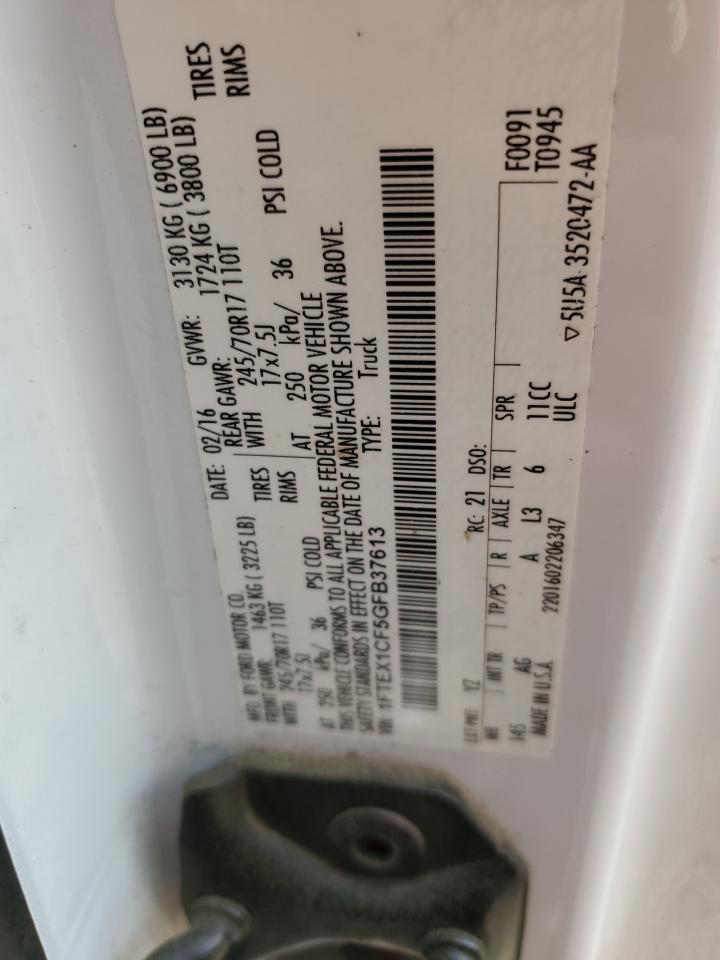 MFD. BY FORD MOTOR CO.
DATE: 02/16 GVWR: 3130 KG ( 6900 LB)
FRONT GAWR: 1463 KG ( 3225 LB) REAR GAWR: 1724 KG ( 3800 LB)
WITH 245/70R17 110T TIRES WITH 245/70R17 110T TIRES
17x7.5J RIMS 17x7.5J RIMS
AT 250 kPa/ 36 PSI COLD AT 250 kPa/ 36 PSI COLD
THIS VEHICLE CONFORMS TO ALL APPLICABLE FEDERAL MOTOR VEHICLE
SAFETY STANDARDS IN EFFECT ON THE DATE OF MANUFACTURE SHOWN ABOVE.
VIN: 1FTEX1CF5GFB37613 TYPE: Truck
EXT PNT: YZ RC: 21 DSO: F0091
WB INT TR TP/PS R AXLE TR SPR T0945
145 AG A L3 6 11CC
MADE IN U.S.A. 2201602206347 ULC ▽5U5A-3520472-AA